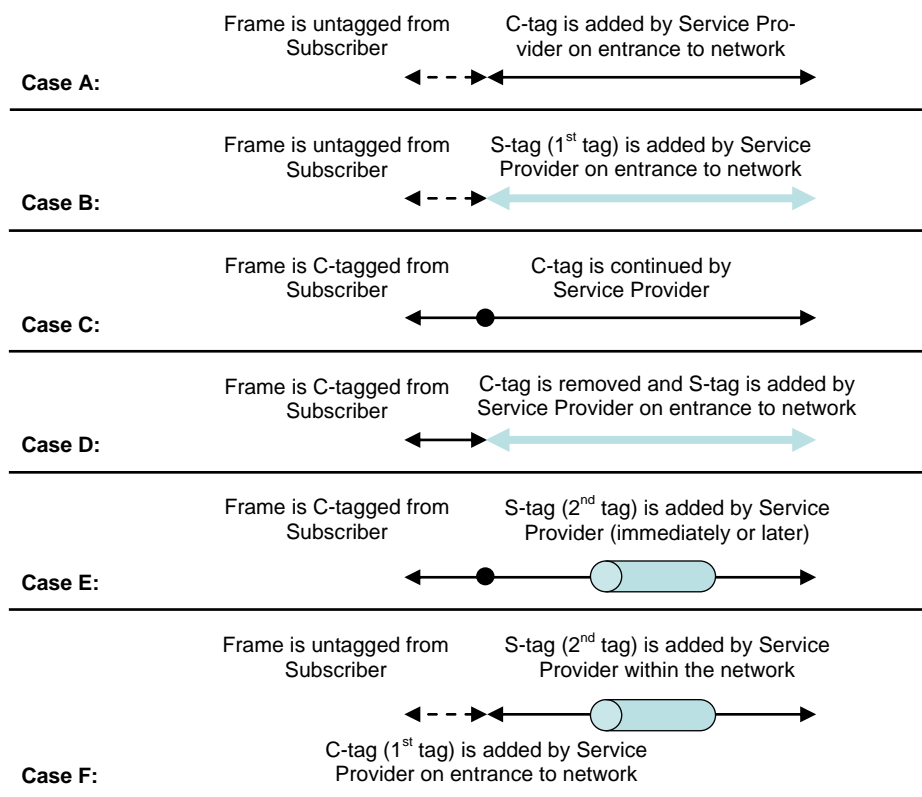 Frame is untagged from
Subscriber
C-tag is added by Service Pro-
vider on entrance to network
Case A:
Frame is untagged from
Subscriber
S-tag (1st tag) is added by Service
Provider on entrance to network
Case B:
Frame is C-tagged from
Subscriber
C-tag is continued by
Service Provider
Case C:
Frame is C-tagged from
Subscriber
C-tag is removed and S-tag is added by
Service Provider on entrance to network
Case D:
Frame is C-tagged from
Subscriber
S-tag (2nd tag) is added by Service
Provider (immediately or later)
Case E:
Frame is untagged from
Subscriber
S-tag (2nd tag) is added by Service
Provider within the network
C-tag (1st tag) is added by Service
Provider on entrance to network
Case F: